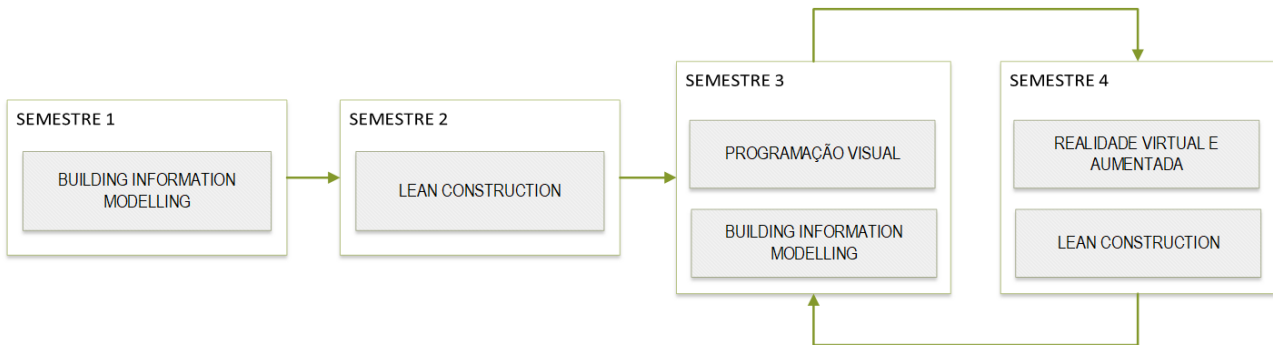 SEMESTRE 1
BUILDING INFORMATION
MODELLING
SEMESTRE 2
LEAN CONSTRUCTION
SEMESTRE 3
PROGRAMAÇÃO VISUAL
BUILDING INFORMATION
MODELLING
SEMESTRE 4
REALIDADE VIRTUAL E
AUMENTADA
LEAN CONSTRUCTION